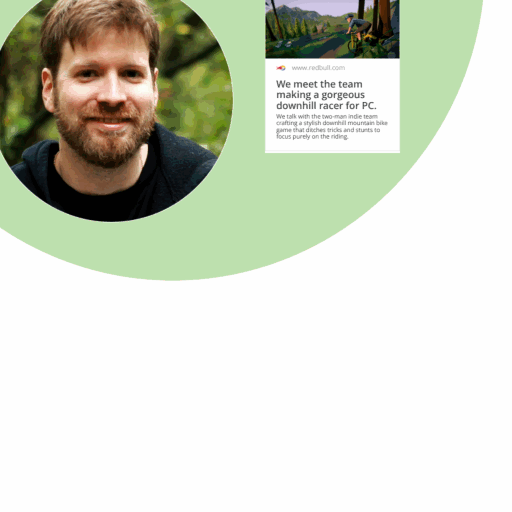 www.redbull.com
We meet the team
making a gorgeous
downhill racer for PC.
We talk with the two-man indie team
crafting a stylish downhill mountain bike
game that ditches tricks and stunts to
focus purely on the riding.